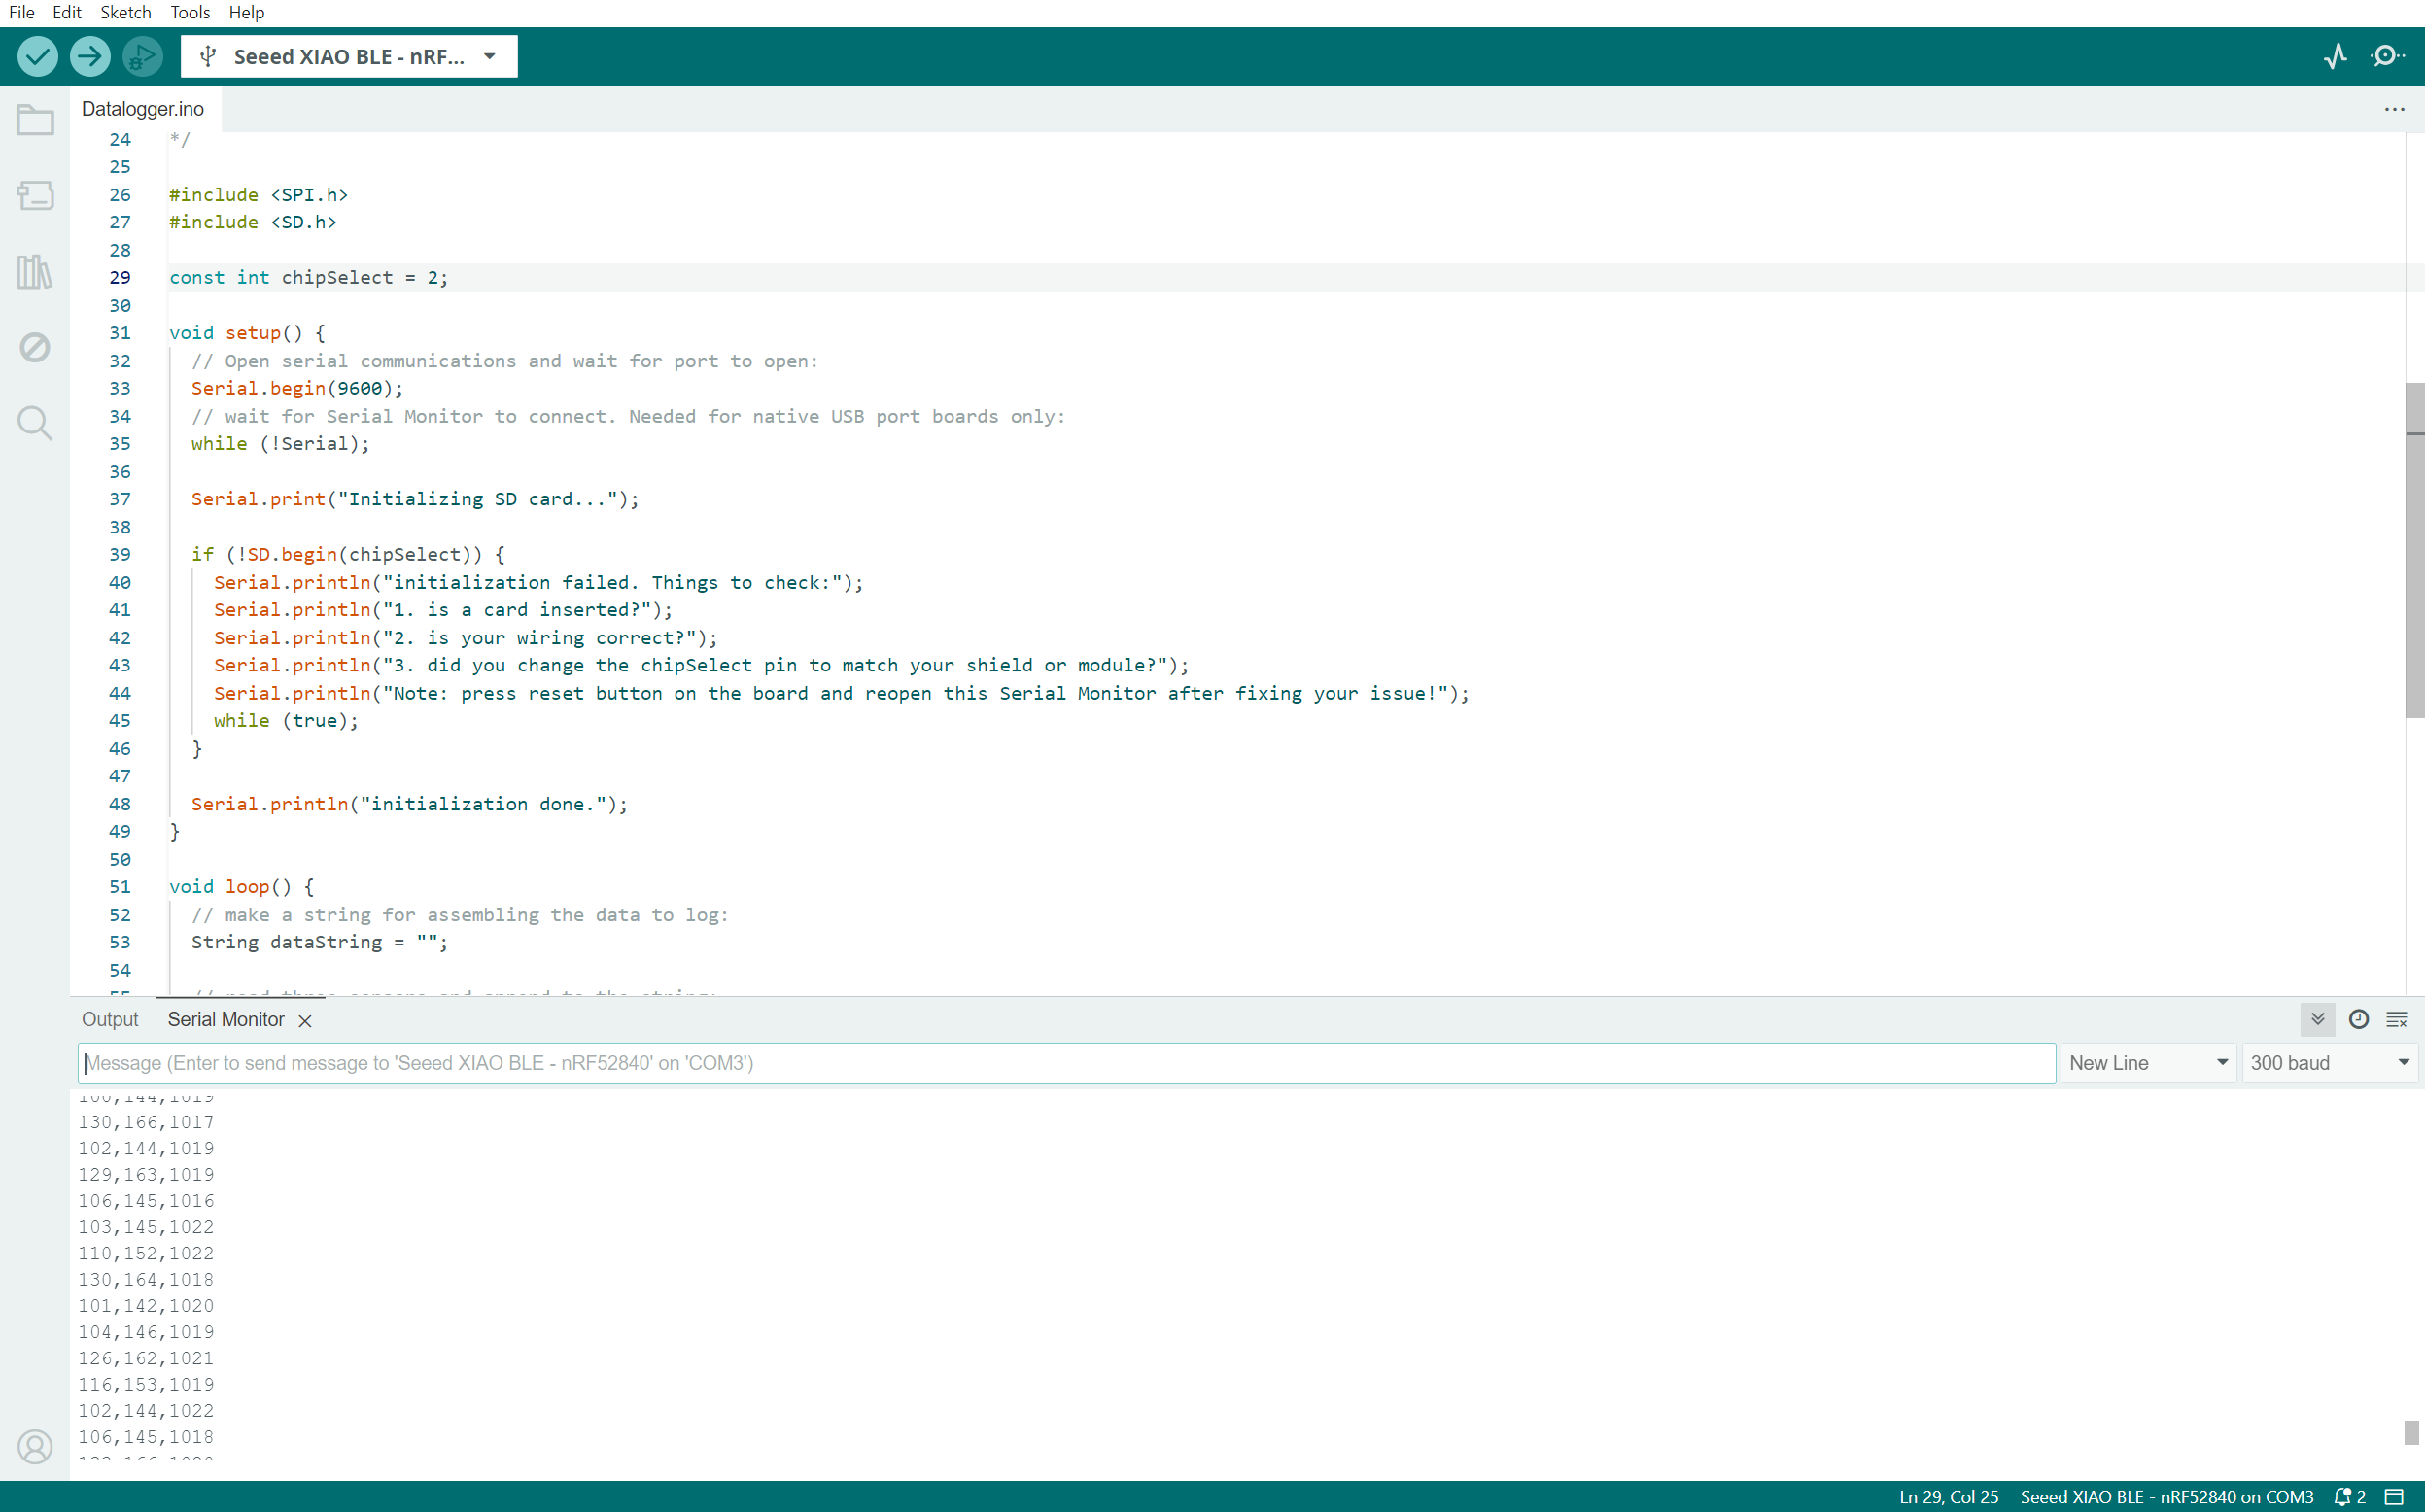 File Edit Sketch Tools Help
Seeed XIAO BLE - nRF...
Datalogger.ino
24 */
25
26 #include <SPI.h>
27 #include <SD.h>
28
29 const int chipSelect = 2;
30
31 void setup() {
32 // Open serial communications and wait for port to open:
33 Serial.begin(9600);
34 // wait for Serial Monitor to connect. Needed for native USB port boards only:
35 while (!Serial);
36
37 Serial.print("Initializing SD card...");
38
39 if (!SD.begin(chipSelect)) {
40 Serial.println("initialization failed. Things to check:");
41 Serial.println("1. is a card inserted?");
42 Serial.println("2. is your wiring correct?");
43 Serial.println("3. did you change the chipSelect pin to match your shield or module?");
44 Serial.println("Note: press reset button on the board and reopen this Serial Monitor after fixing your issue!");
45 while (true);
46 }
47
48 Serial.println("initialization done.");
49 }
50
51 void loop() {
52 // make a string for assembling the data to log:
53 String dataString = "";
54
Output Serial Monitor
Message (Enter to send message to 'Seeed XIAO BLE - nRF52840' on 'COM3') New Line 300 baud
130,166,1017
102,144,1019
129,163,1019
106,145,1016
103,145,1022
110,152,1022
130,164,1018
101,142,1020
104,146,1019
126,162,1021
116,153,1019
102,144,1022
106,145,1018
Ln 29, Col 25 Seeed XIAO BLE - nRF52840 on COM3 2